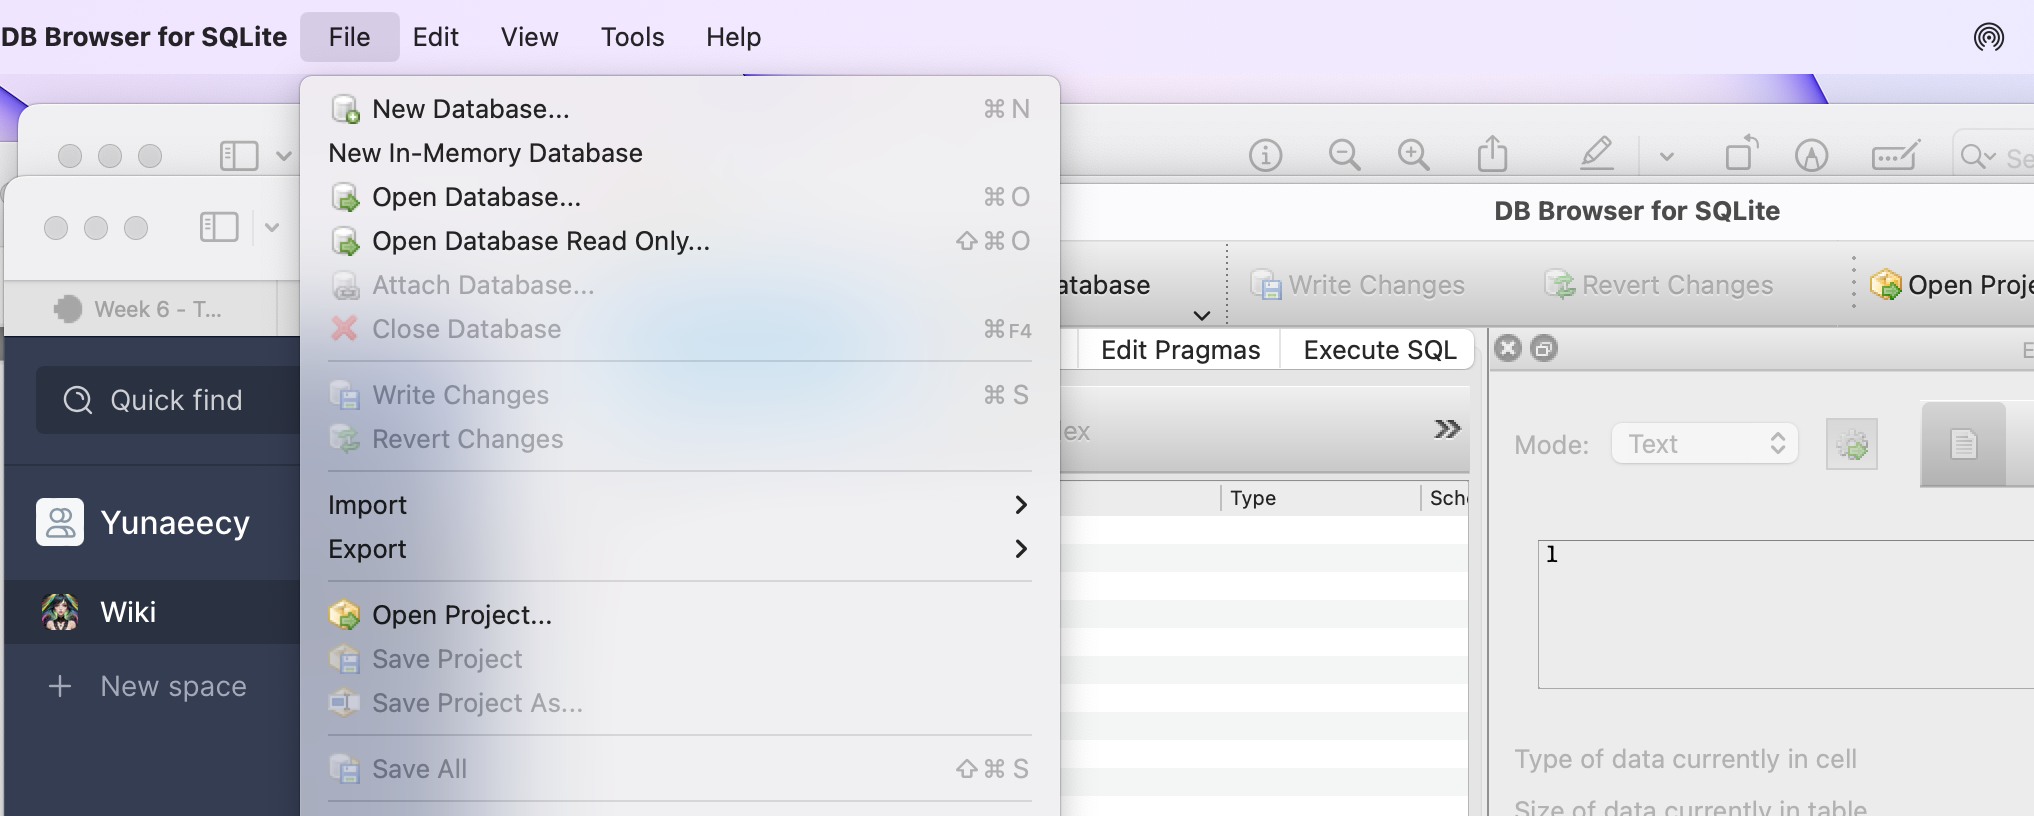 DB Browser for SQLite File Edit View Tools Help
New Database... ⌘ N
New In-Memory Database
Open Database... ⌘ O
Open Database Read Only... ⇧ ⌘ O
Attach Database...
Close Database ⌘ F4
Write Changes ⌘ S
Revert Changes
Import
Export
Open Project...
Save Project
Save Project As...
Save All ⇧ ⌘ S
Week 6 - T...
Quick find
Yunaeecy
Wiki
+ New space
Se
DB Browser for SQLite
atabase Write Changes Revert Changes Open Proje
Edit Pragmas Execute SQL
E
ex
Mode: Text
Type Sche
1
Type of data currently in cell
Size of data currently in table